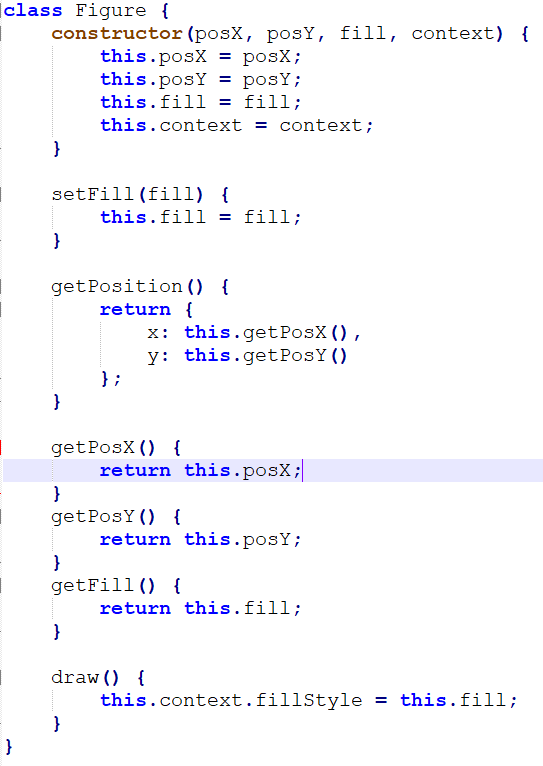 class Figure {
    constructor(posX, posY, fill, context) {
        this.posX = posX;
        this.posY = posY;
        this.fill = fill;
        this.context = context;
    }

    setFill(fill) {
        this.fill = fill;
    }

    getPosition() {
        return {
            x: this.getPosX(),
            y: this.getPosY()
        };
    }

    getPosX() {
        return this.posX;
    }
    getPosY() {
        return this.posY;
    }
    getFill() {
        return this.fill;
    }

    draw() {
        this.context.fillStyle = this.fill;
    }
}